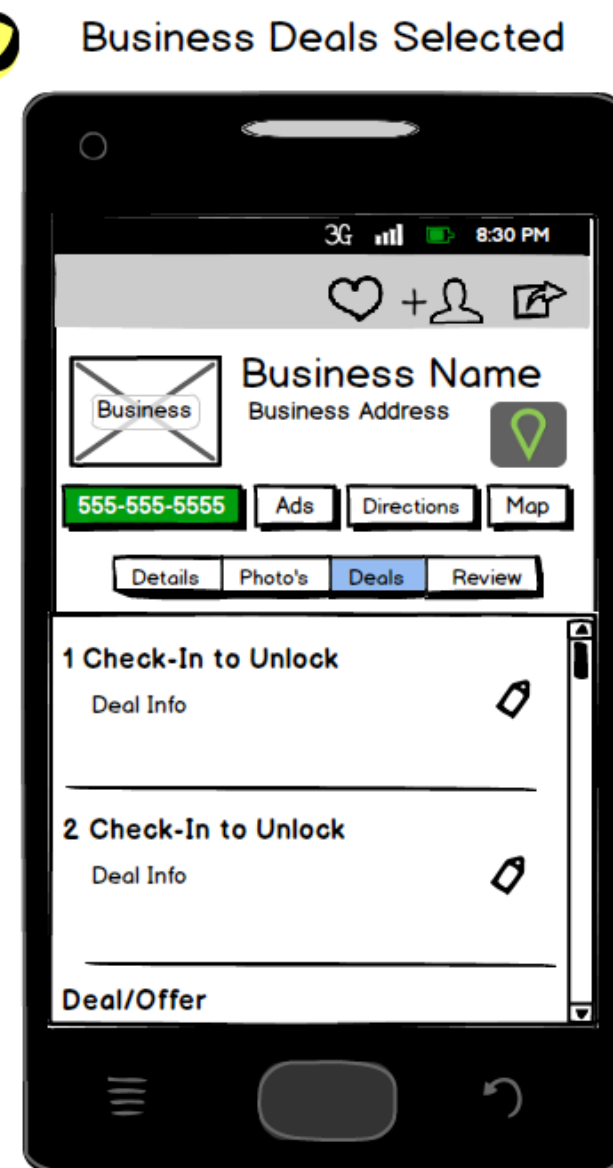 Business Deals Selected
3G 8:30 PM
Business Name
Business
Business Address
555-555-5555 Ads Directions Map
Details Photo's Deals Review
1 Check-In to Unlock
Deal Info
2 Check-In to Unlock
Deal Info
Deal/Offer